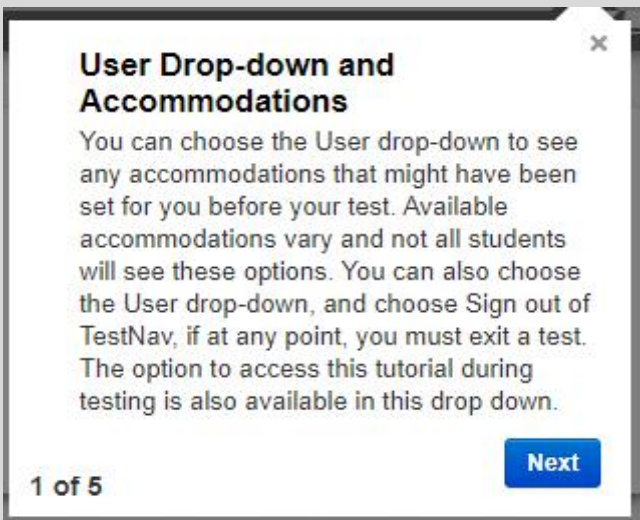 User Drop-down and
Accommodations
You can choose the User drop-down to see
any accommodations that might have been
set for you before your test. Available
accommodations vary and not all students
will see these options. You can also choose
the User drop-down, and choose Sign out of
TestNav, if at any point, you must exit a test.
The option to access this tutorial during
testing is also available in this drop down.
Next
1 of 5